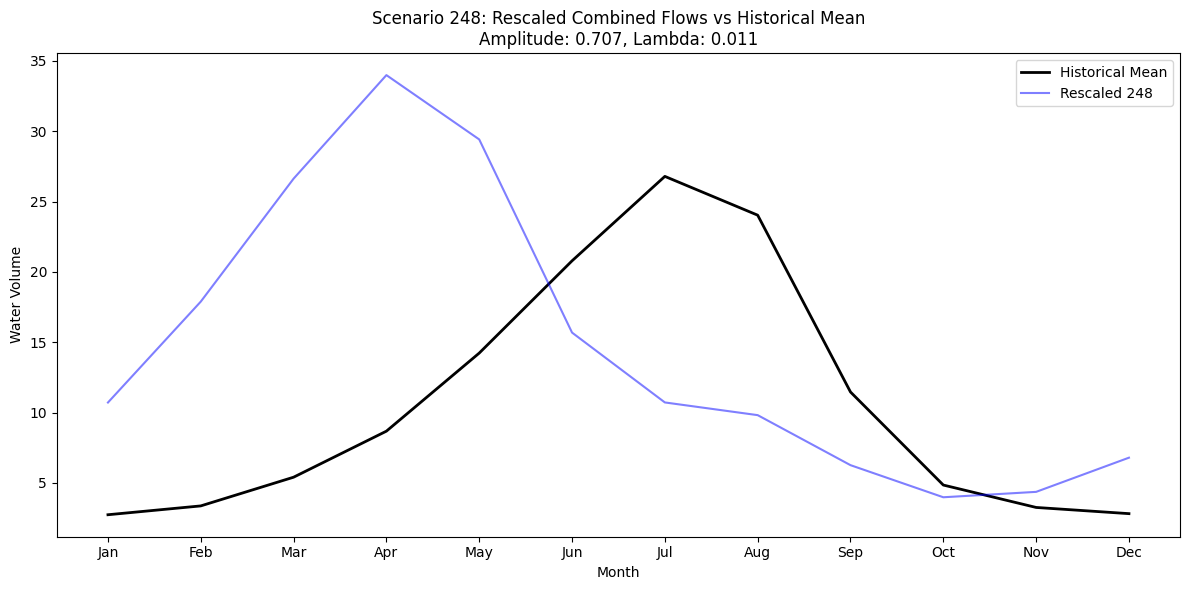 Scenario 248: Rescaled Combined Flows vs Historical Mean
Amplitude: 0.707, Lambda: 0.011
Historical Mean
Rescaled 248
Water Volume
35
30
25
20
15
10
5
Jan
Feb
Mar
Apr
May
Jun
Jul
Aug
Sep
Oct
Nov
Dec
Month